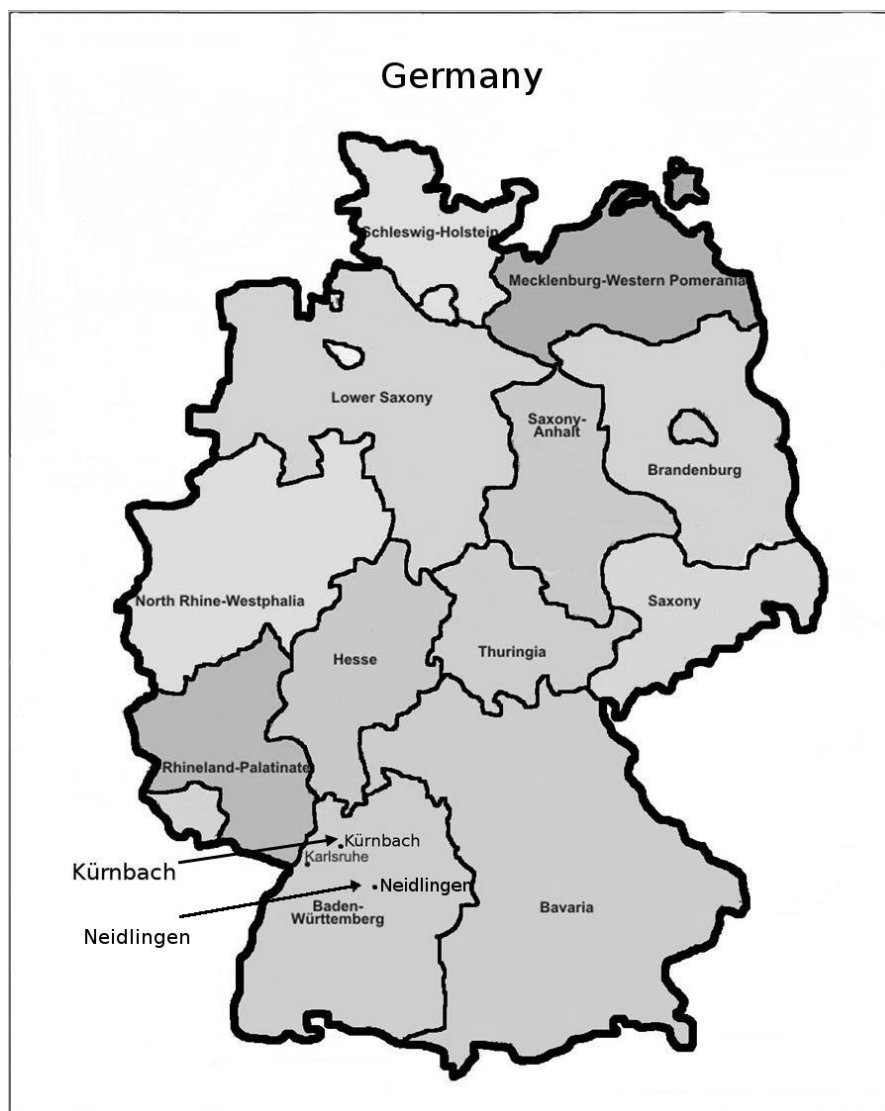 Germany
Schleswig-Holstein
Mecklenburg-Western Pomerania
Lower Saxony
Saxony-
Anhalt
Brandenburg
North Rhine-Westphalia
Saxony
Hesse
Thuringia
Rhineland-Palatinate
Kürnbach
Karlsruhe
Kürnbach
Neidlingen
Baden-
Württemberg
Bavaria
Neidlingen